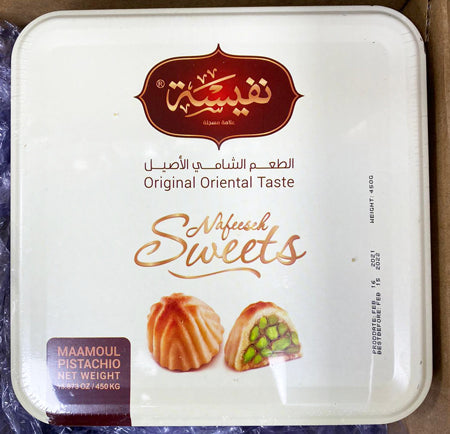 نفيسة
®
علامة مسجلة
الطعم الشامي الأصيل
Original Oriental Taste
Nafeeseh
Sweets
MAAMOUL
PISTACHIO
NET WEIGHT
15.873 OZ / 450 KG
WEIGHT: 450G
PRODDATE: FEB 16 2021
BESTBEFORE: FEB 15 2022